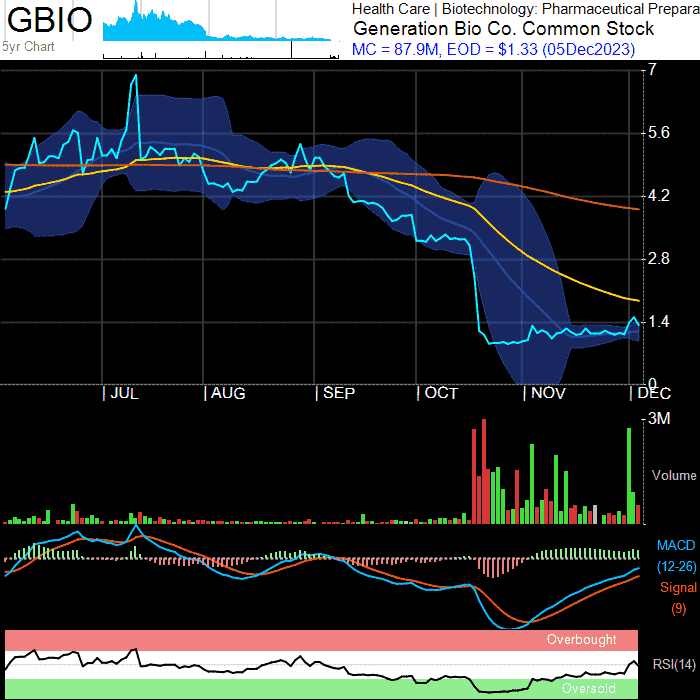 GBIO
5yr Chart
Health Care | Biotechnology: Pharmaceutical Prepara
Generation Bio Co. Common Stock
MC = 87.9M, EOD = $1.33 (05Dec2023)
7
5.6
4.2
2.8
1.4
0
| JUL | AUG | SEP | OCT | NOV | DEC
3M
Volume
MACD
(12-26)
Signal
(9)
Overbought
RSI(14)
Oversold